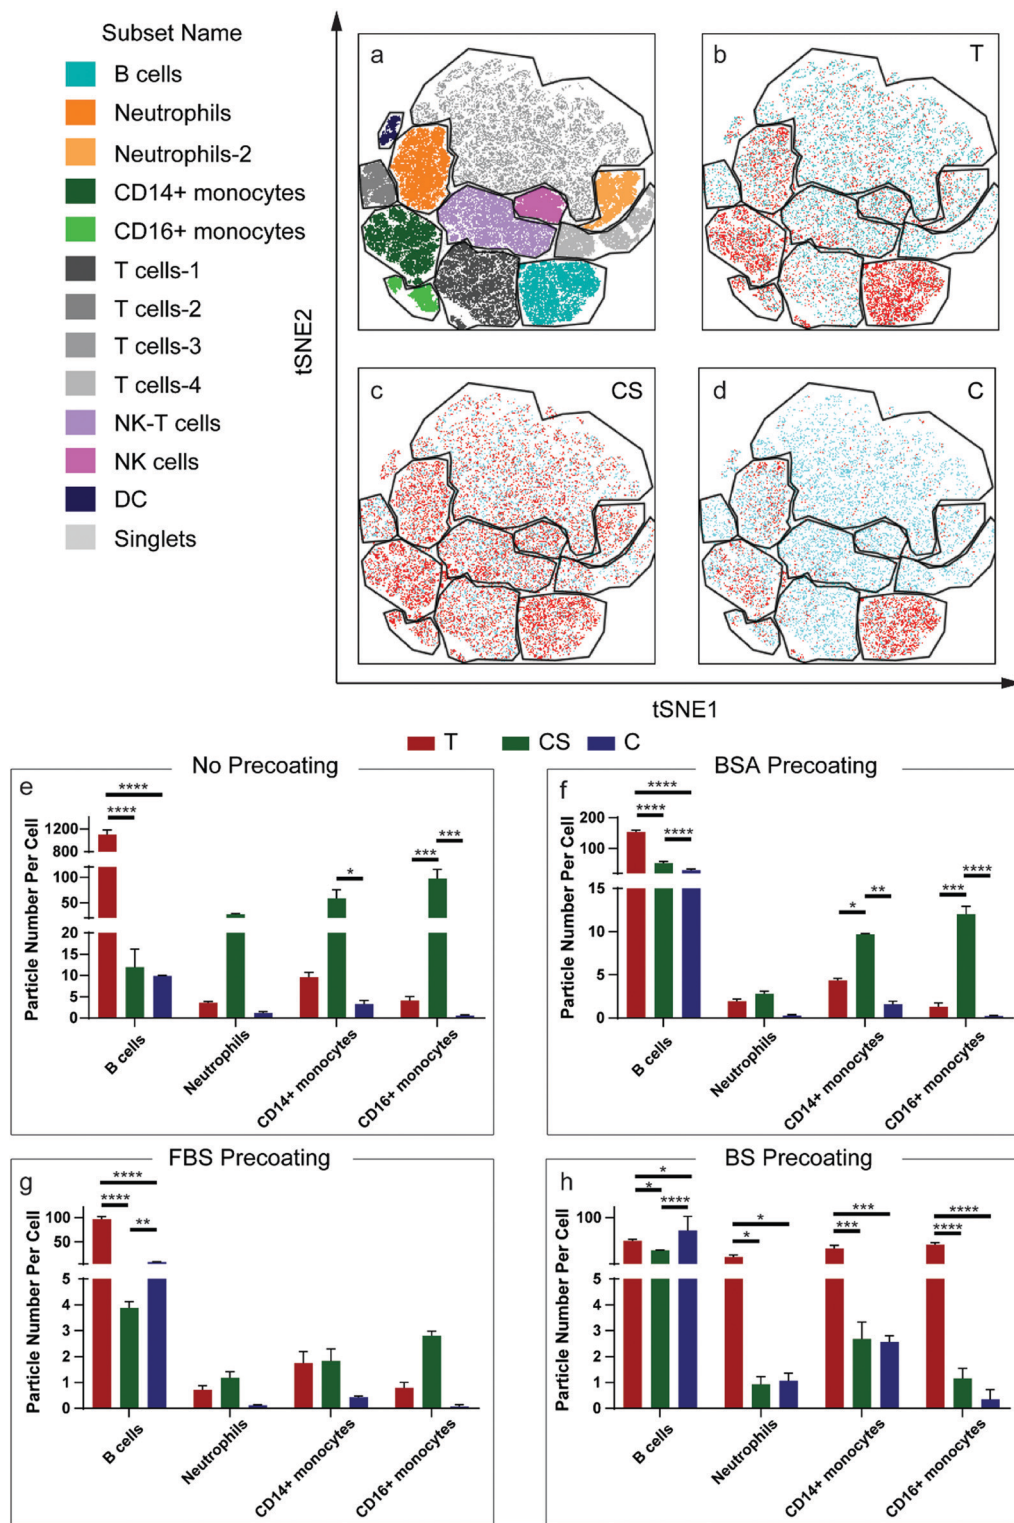 Subset Name
B cells
Neutrophils
Neutrophils-2
CD14+ monocytes
CD16+ monocytes
T cells-1
T cells-2
T cells-3
T cells-4
NK-T cells
NK cells
DC
Singlets
tSNE2
a
b T
c CS
d C
tSNE1
T CS C
No Precoating
e
Particle Number Per Cell
1200
800
100
50
20
15
10
5
0
**** **** * *** ***
B cells
Neutrophils
CD14+ monocytes
CD16+ monocytes
BSA Precoating
f
Particle Number Per Cell
200
100
15
10
5
0
**** **** **** * ** *** ****
B cells
Neutrophils
CD14+ monocytes
CD16+ monocytes
FBS Precoating
g
Particle Number Per Cell
100
50
5
4
3
2
1
0
**** **** **
B cells
Neutrophils
CD14+ monocytes
CD16+ monocytes
BS Precoating
h
Particle Number Per Cell
100
5
4
3
2
1
0
* * **** * * *** *** **** ****
B cells
Neutrophils
CD14+ monocytes
CD16+ monocytes